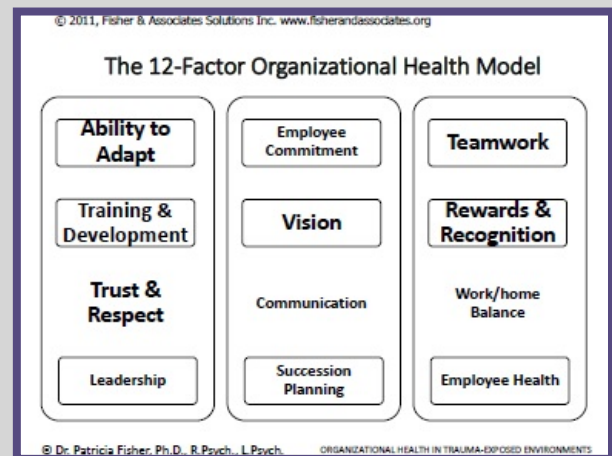 © 2011, Fisher & Associates Solutions Inc. www.fisherandassociates.org
The 12-Factor Organizational Health Model
Ability to
Adapt
Training &
Development
Trust &
Respect
Leadership
Employee
Commitment
Vision
Communication
Succession
Planning
Teamwork
Rewards &
Recognition
Work/home
Balance
Employee Health
© Dr. Patricia Fisher, Ph.D., R.Psych., L.Psych.
ORGANIZATIONAL HEALTH IN TRAUMA-EXPOSED ENVIRONMENTS